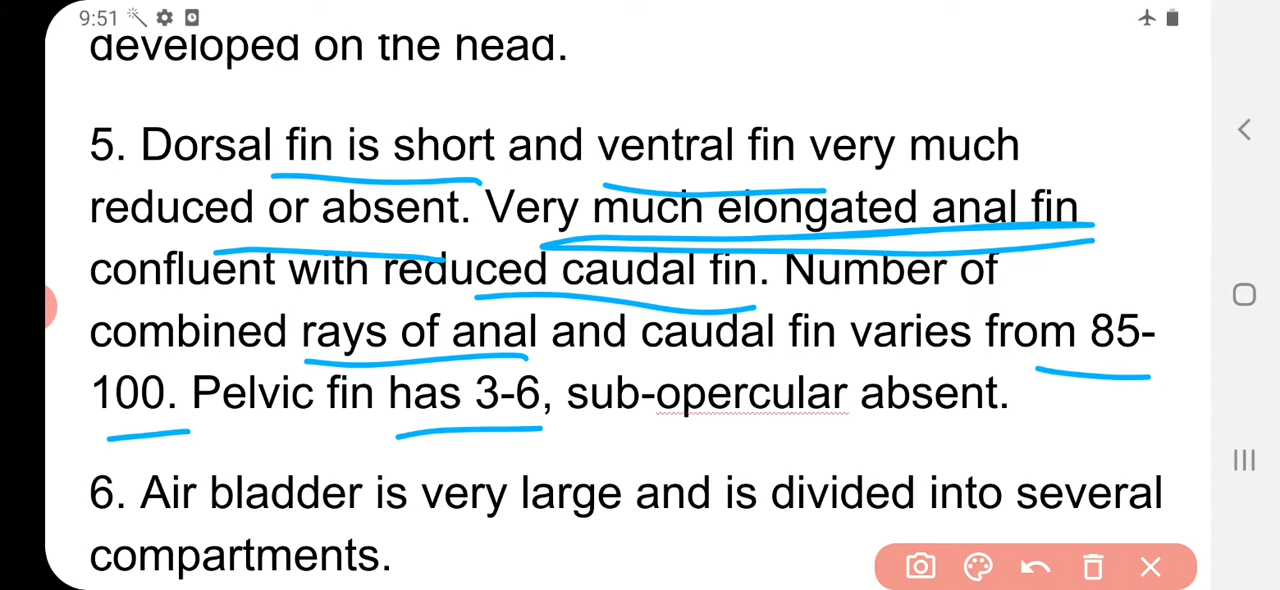 9:51
developed on the head.
5. Dorsal fin is short and ventral fin very much
reduced or absent. Very much elongated anal fin
confluent with reduced caudal fin. Number of
combined rays of anal and caudal fin varies from 85-
100. Pelvic fin has 3-6, sub-opercular absent.
6. Air bladder is very large and is divided into several
compartments.